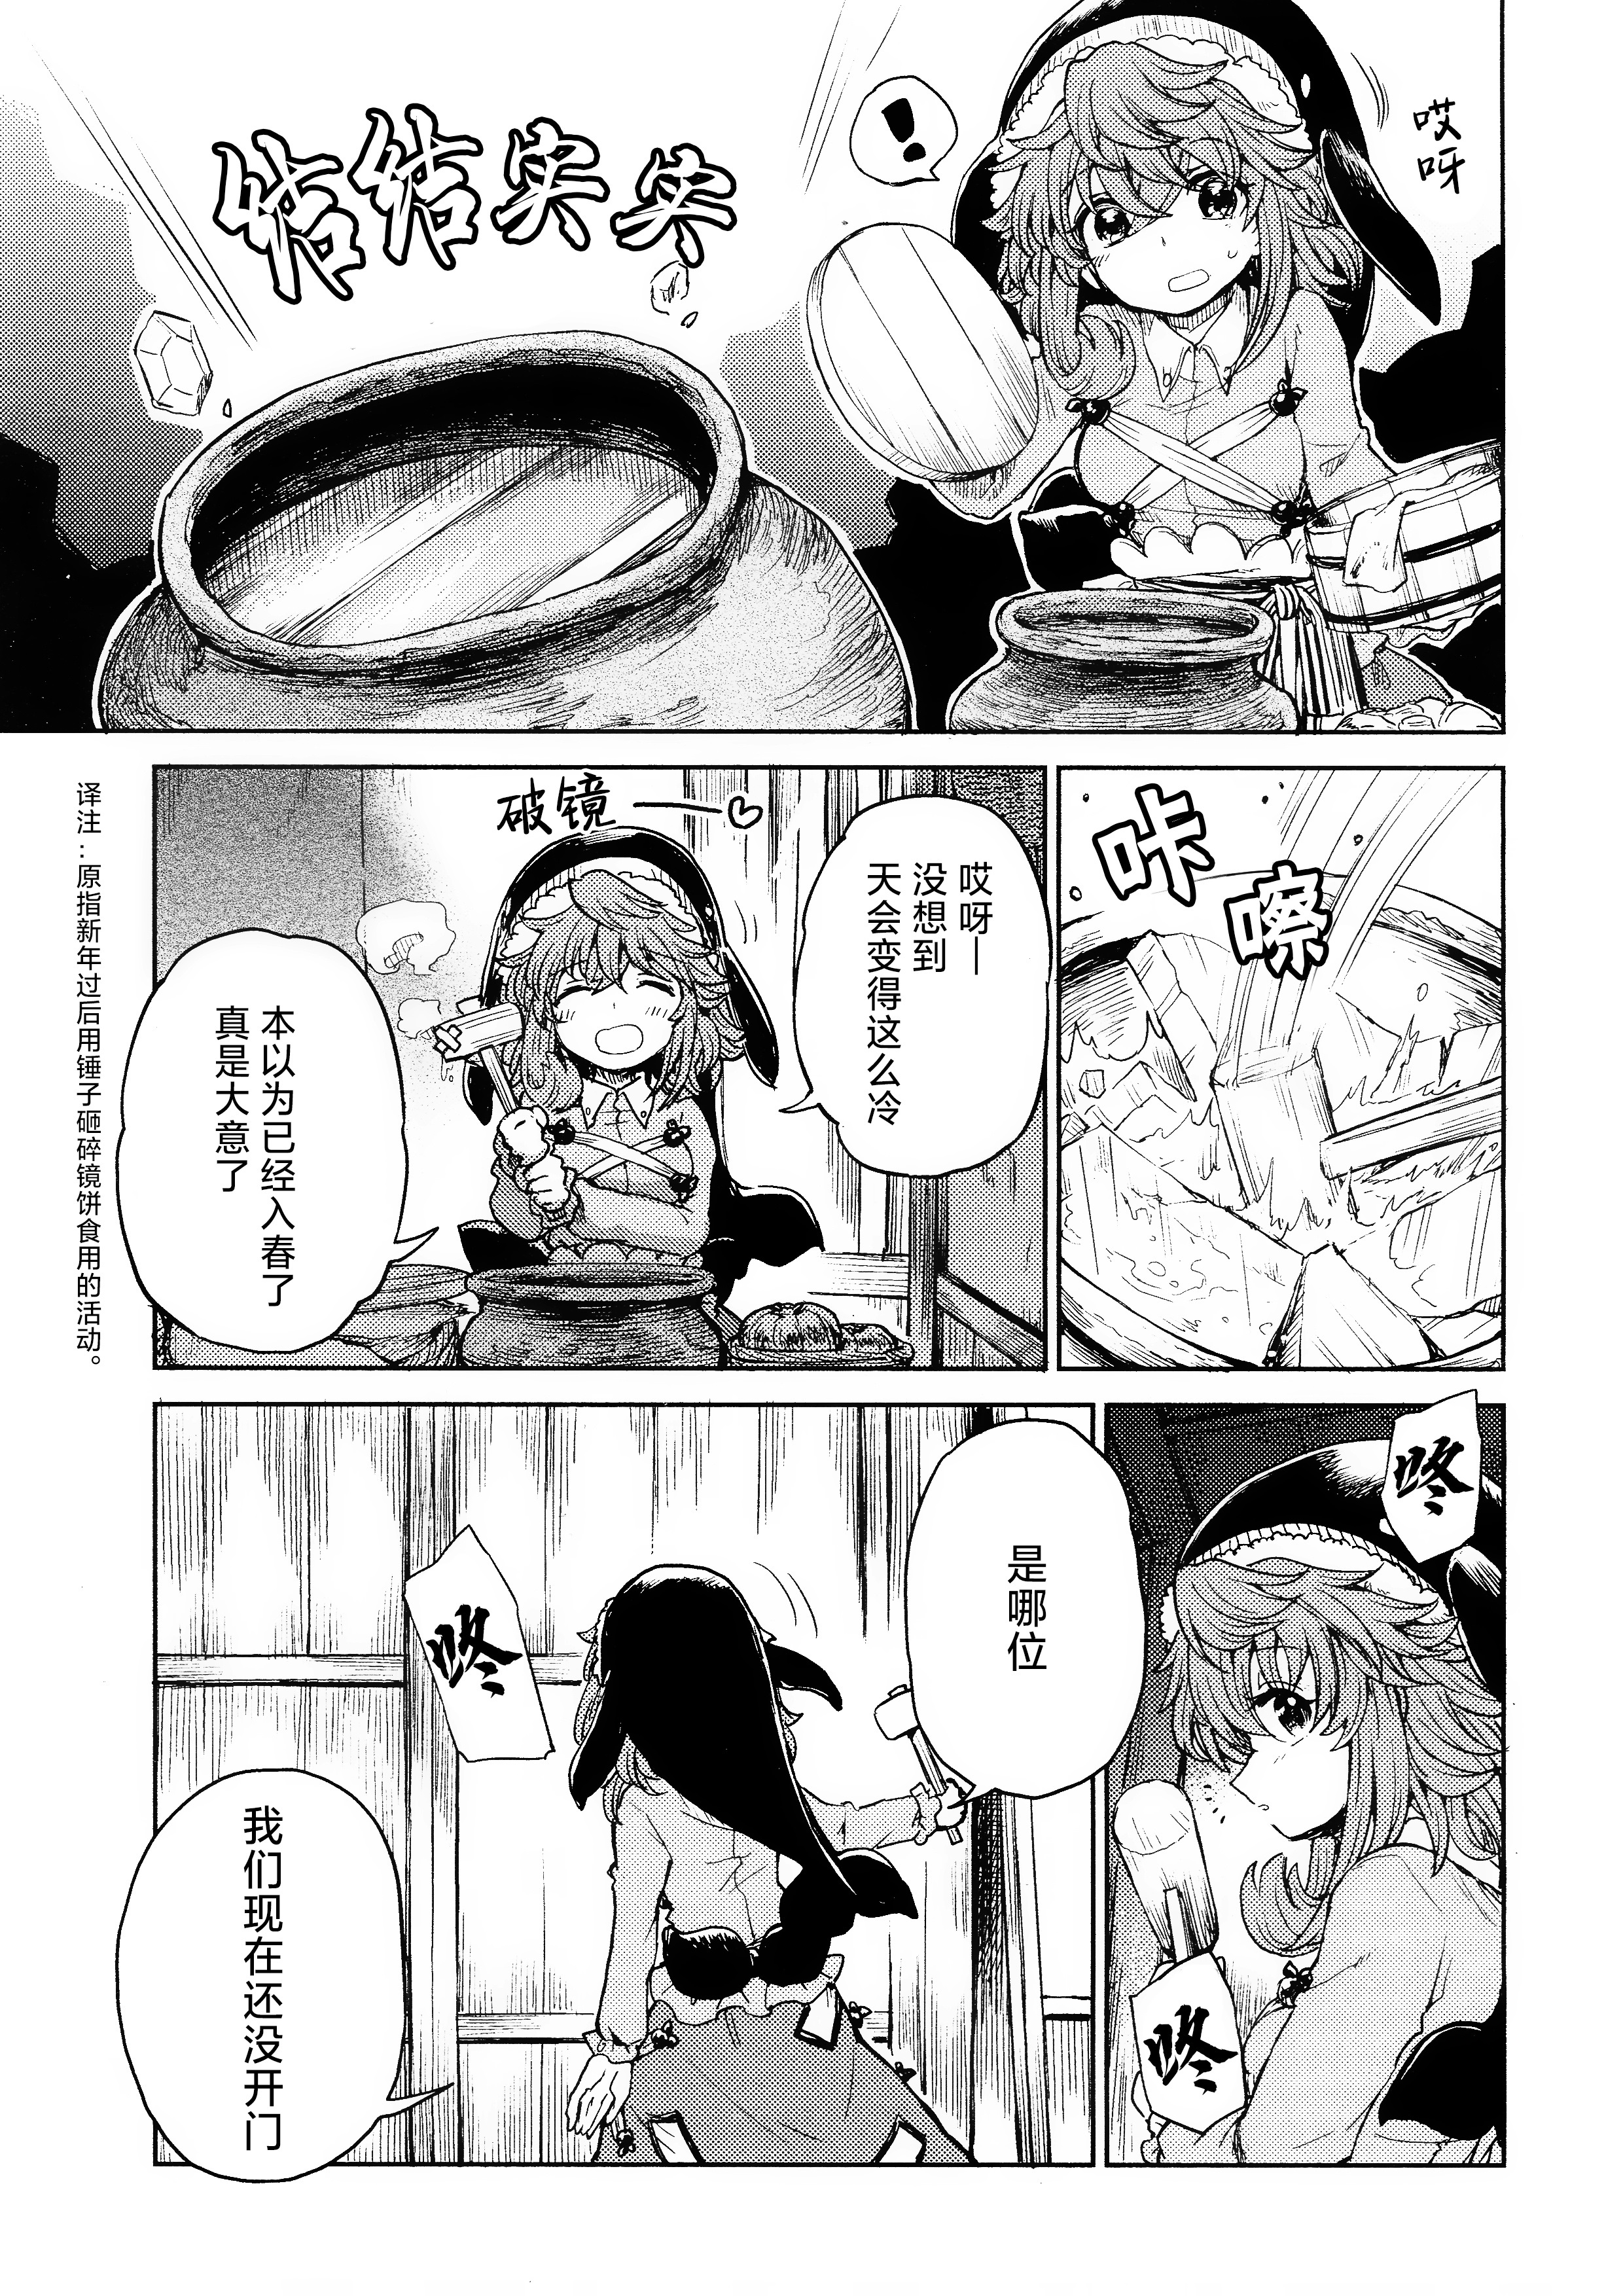 哎呀
！
结结实实
咔嚓
哎呀—
没想到
天会变得这么冷
破镜—♡
本以为已经入春了
真是大意了
译注：原指新年过后用锤子砸碎镜饼食用的活动。
咚
咚
是哪位
咚
我们现在还没开门